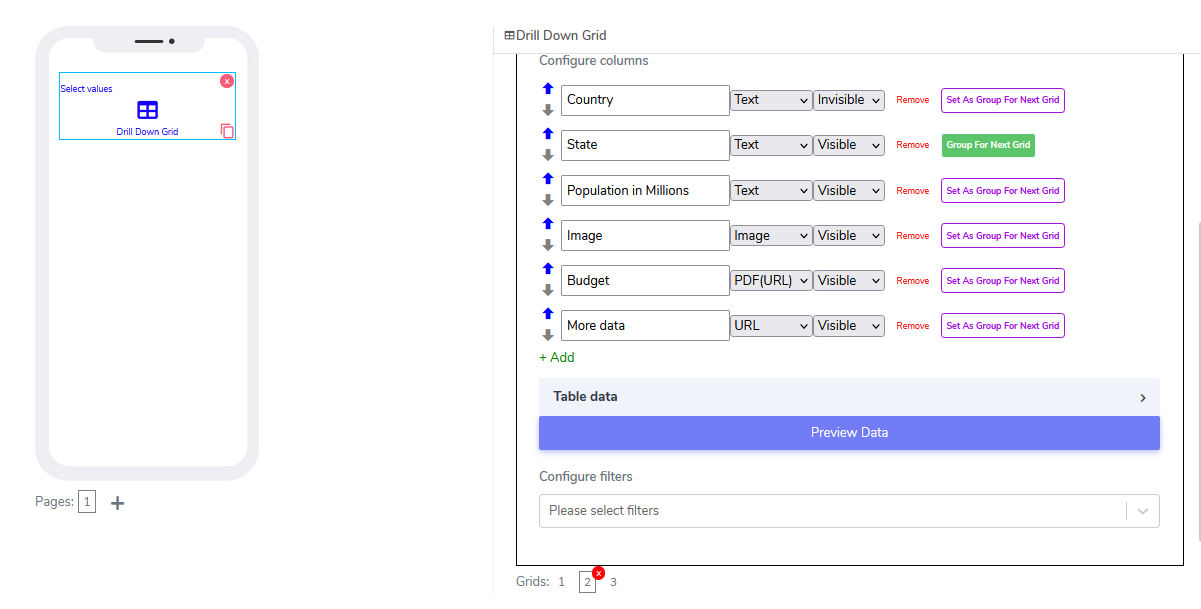 Select values
Drill Down Grid
Pages: 1
Drill Down Grid
Configure columns
Country Text Invisible Remove Set As Group For Next Grid
State Text Visible Remove Group For Next Grid
Population in Millions Text Visible Remove Set As Group For Next Grid
Image Image Visible Remove Set As Group For Next Grid
Budget PDF(URL) Visible Remove Set As Group For Next Grid
More data URL Visible Remove Set As Group For Next Grid
+ Add
Table data
Preview Data
Configure filters
Please select filters
Grids: 1 2 x 3